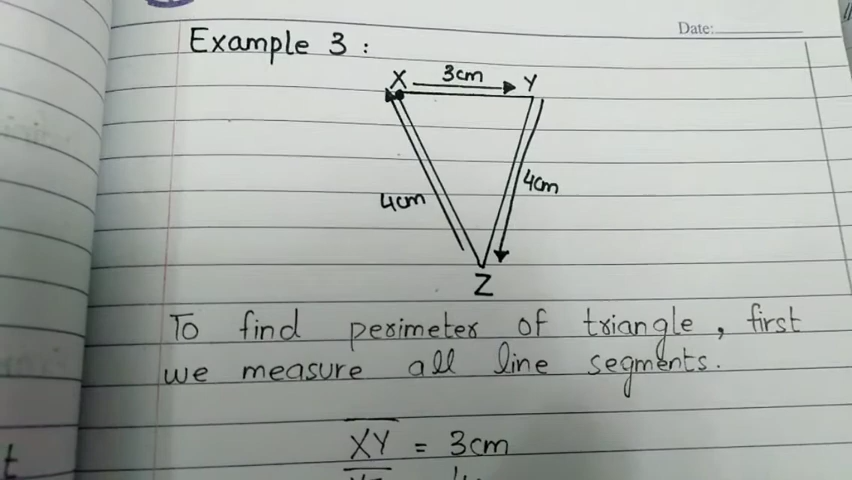 Date:
Example 3 :
X 3cm Y
4cm 4cm
Z
To find perimeter of triangle, first
we measure all line segments.
XY = 3cm
t